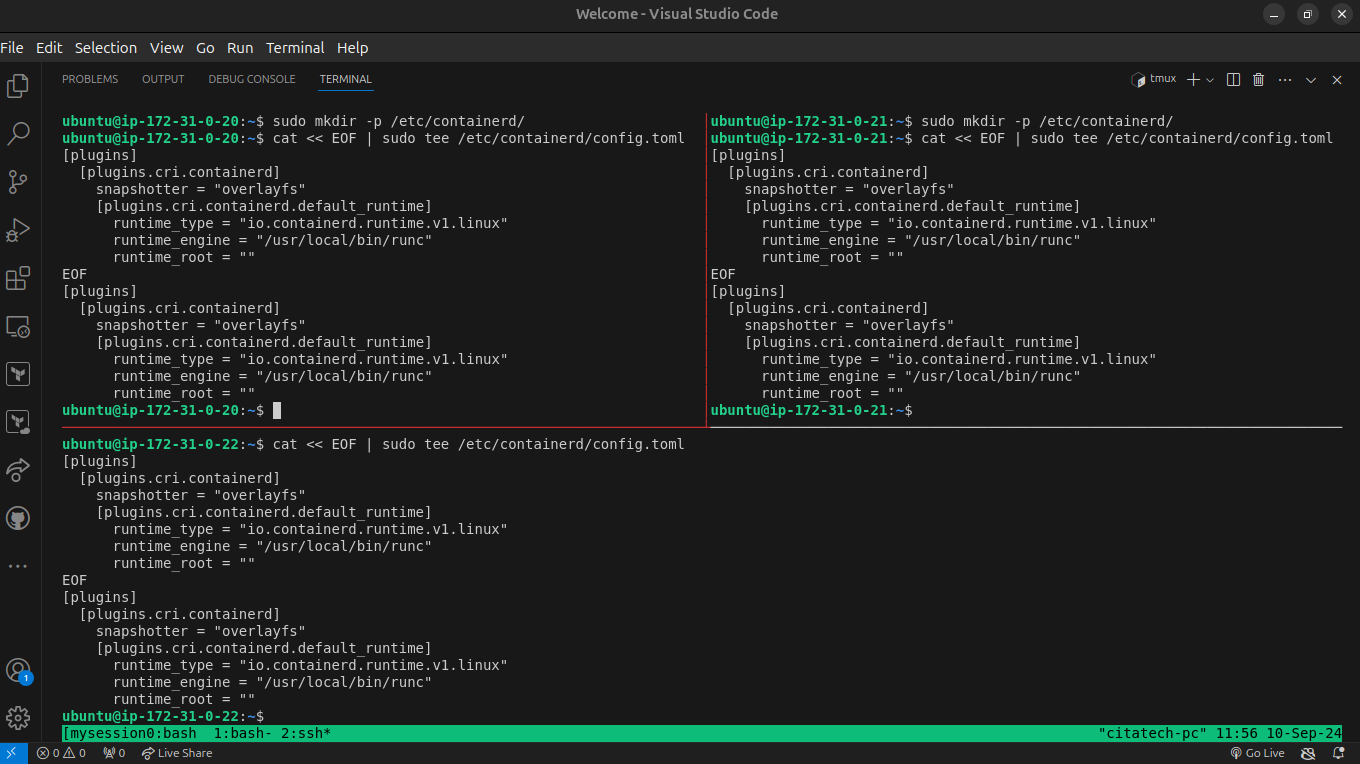 Welcome - Visual Studio Code
File Edit Selection View Go Run Terminal Help
PROBLEMS OUTPUT DEBUG CONSOLE TERMINAL
tmux
ubuntu@ip-172-31-0-20:~$ sudo mkdir -p /etc/containerd/
ubuntu@ip-172-31-0-20:~$ cat << EOF | sudo tee /etc/containerd/config.toml
[plugins]
  [plugins.cri.containerd]
    snapshotter = "overlayfs"
    [plugins.cri.containerd.default_runtime]
      runtime_type = "io.containerd.runtime.v1.linux"
      runtime_engine = "/usr/local/bin/runc"
      runtime_root = ""
EOF
[plugins]
  [plugins.cri.containerd]
    snapshotter = "overlayfs"
    [plugins.cri.containerd.default_runtime]
      runtime_type = "io.containerd.runtime.v1.linux"
      runtime_engine = "/usr/local/bin/runc"
      runtime_root = ""
ubuntu@ip-172-31-0-20:~$
ubuntu@ip-172-31-0-21:~$ sudo mkdir -p /etc/containerd/
ubuntu@ip-172-31-0-21:~$ cat << EOF | sudo tee /etc/containerd/config.toml
[plugins]
  [plugins.cri.containerd]
    snapshotter = "overlayfs"
    [plugins.cri.containerd.default_runtime]
      runtime_type = "io.containerd.runtime.v1.linux"
      runtime_engine = "/usr/local/bin/runc"
      runtime_root = ""
EOF
[plugins]
  [plugins.cri.containerd]
    snapshotter = "overlayfs"
    [plugins.cri.containerd.default_runtime]
      runtime_type = "io.containerd.runtime.v1.linux"
      runtime_engine = "/usr/local/bin/runc"
      runtime_root = ""
ubuntu@ip-172-31-0-21:~$
ubuntu@ip-172-31-0-22:~$ cat << EOF | sudo tee /etc/containerd/config.toml
[plugins]
  [plugins.cri.containerd]
    snapshotter = "overlayfs"
    [plugins.cri.containerd.default_runtime]
      runtime_type = "io.containerd.runtime.v1.linux"
      runtime_engine = "/usr/local/bin/runc"
      runtime_root = ""
EOF
[plugins]
  [plugins.cri.containerd]
    snapshotter = "overlayfs"
    [plugins.cri.containerd.default_runtime]
      runtime_type = "io.containerd.runtime.v1.linux"
      runtime_engine = "/usr/local/bin/runc"
      runtime_root = ""
ubuntu@ip-172-31-0-22:~$
1
[mysession0:bash  1:bash- 2:ssh* "citatech-pc" 11:56 10-Sep-24
0 0 0 Live Share Go Live